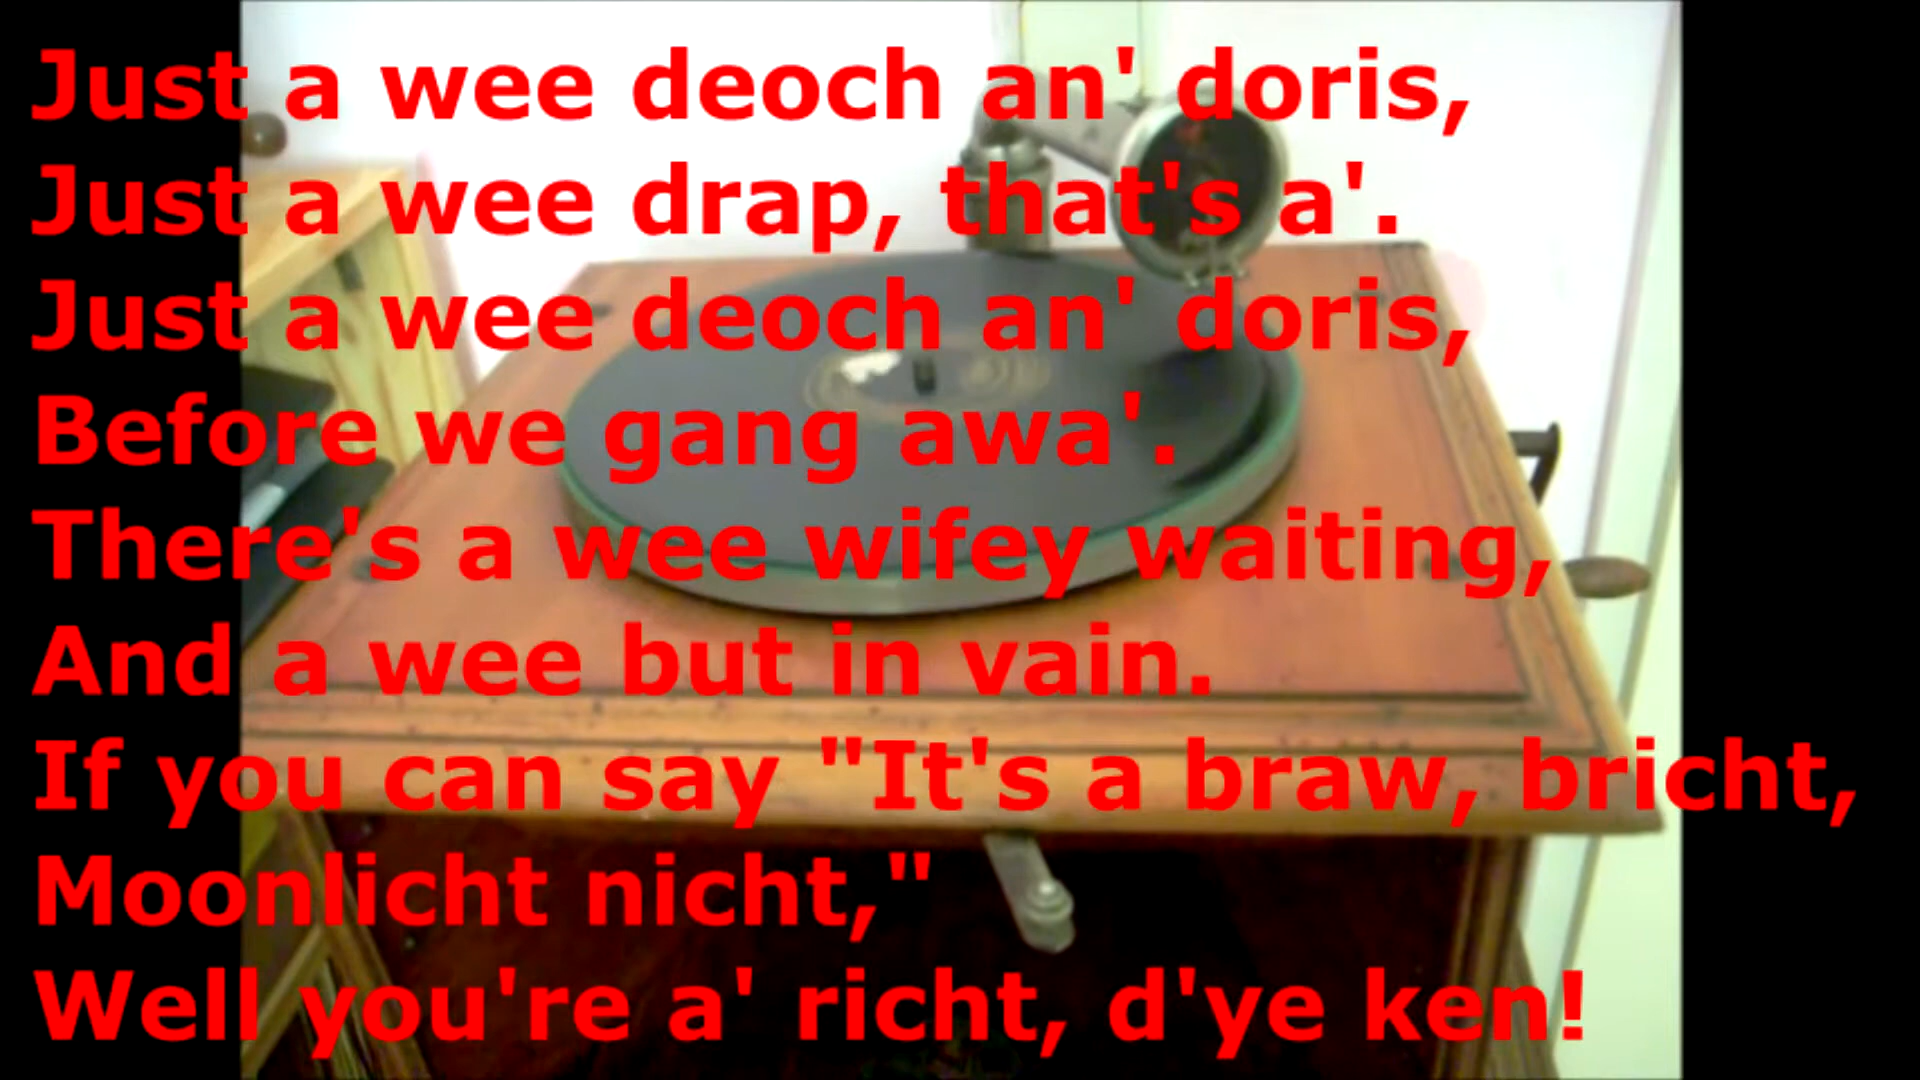 Just a wee deoch an' doris,
Just a wee drap, that's a'.
Just a wee deoch an' doris,
Before we gang awa'.
There's a wee wifey waiting,
And a wee but in vain.
If you can say "It's a braw, bricht,
Moonlicht nicht,"
Well you're a' richt, d'ye ken!